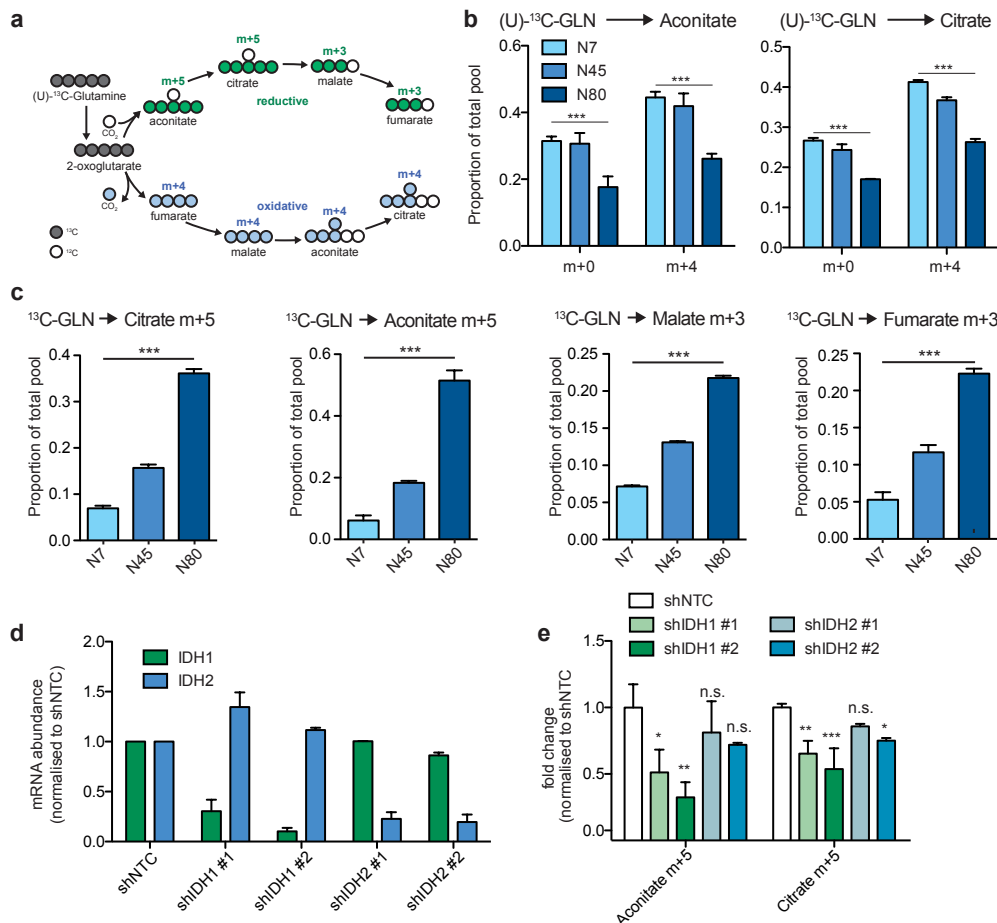 a
m+5
citrate
m+3
malate
m+5
aconitate
reductive
m+3
fumarate
(U)-¹³C-Glutamine
CO₂
2-oxoglutarate
CO₂
m+4
fumarate
oxidative
m+4
malate
m+4
aconitate
m+4
citrate
¹³C
¹²C
b
(U)-¹³C-GLN → Aconitate
N7
N45
N80
Proportion of total pool
0.6
0.4
0.2
0.0
***
***
m+0
m+4
(U)-¹³C-GLN → Citrate
0.5
0.4
0.3
0.2
0.1
0.0
***
***
m+0
m+4
c
¹³C-GLN → Citrate m+5
Proportion of total pool
0.4
0.3
0.2
0.1
0.0
***
N7
N45
N80
¹³C-GLN → Aconitate m+5
Proportion of total pool
0.6
0.4
0.2
0.0
***
N7
N45
N80
¹³C-GLN → Malate m+3
Proportion of total pool
0.25
0.20
0.15
0.10
0.05
0.00
***
N7
N45
N80
¹³C-GLN → Fumarate m+3
Proportion of total pool
0.25
0.20
0.15
0.10
0.05
0.00
***
N7
N45
N80
d
mRNA abundance
(normalised to shNTC)
2.0
1.5
1.0
0.5
0.0
IDH1
IDH2
shNTC
shIDH1 #1
shIDH1 #2
shIDH2 #1
shIDH2 #2
e
shNTC
shIDH1 #1
shIDH1 #2
shIDH2 #1
shIDH2 #2
fold change
(normalised to shNTC)
1.5
1.0
0.5
0.0
*
**
n.s.
n.s.
**
***
n.s.
*
Aconitate m+5
Citrate m+5